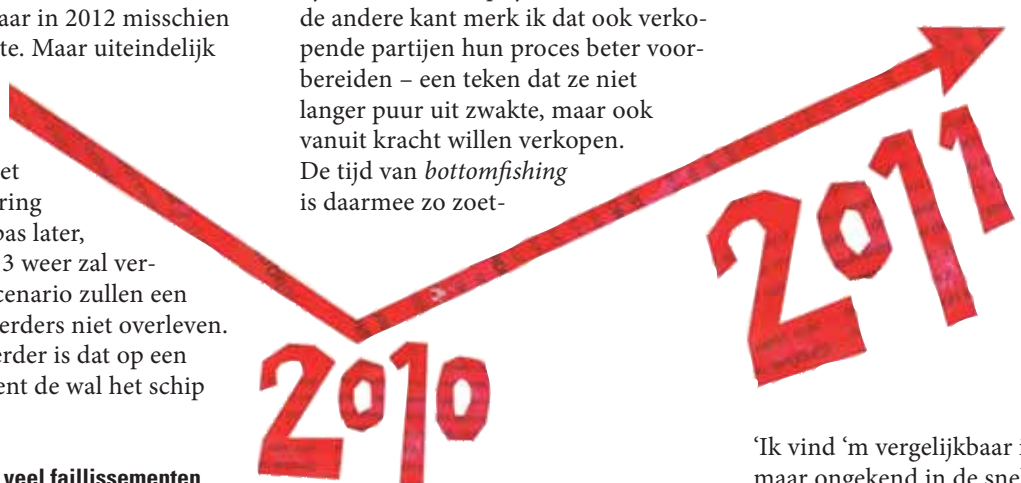 aar in 2012 misschien
te. Maar uiteindelijk
et
ring
pas later,
3 weer zal ver-
cenario zullen een
erders niet overleven.
erder is dat op een
ent de wal het schip
veel faillissementen
de andere kant merk ik dat ook verko-
pende partijen hun proces beter voor-
bereiden – een teken dat ze niet
langer puur uit zwakte, maar ook
vanuit kracht willen verkopen.
De tijd van bottomfishing
is daarmee zo zoet-
2010
2011
‘Ik vind ‘m vergelijkbaar i
maar ongekend in de snel